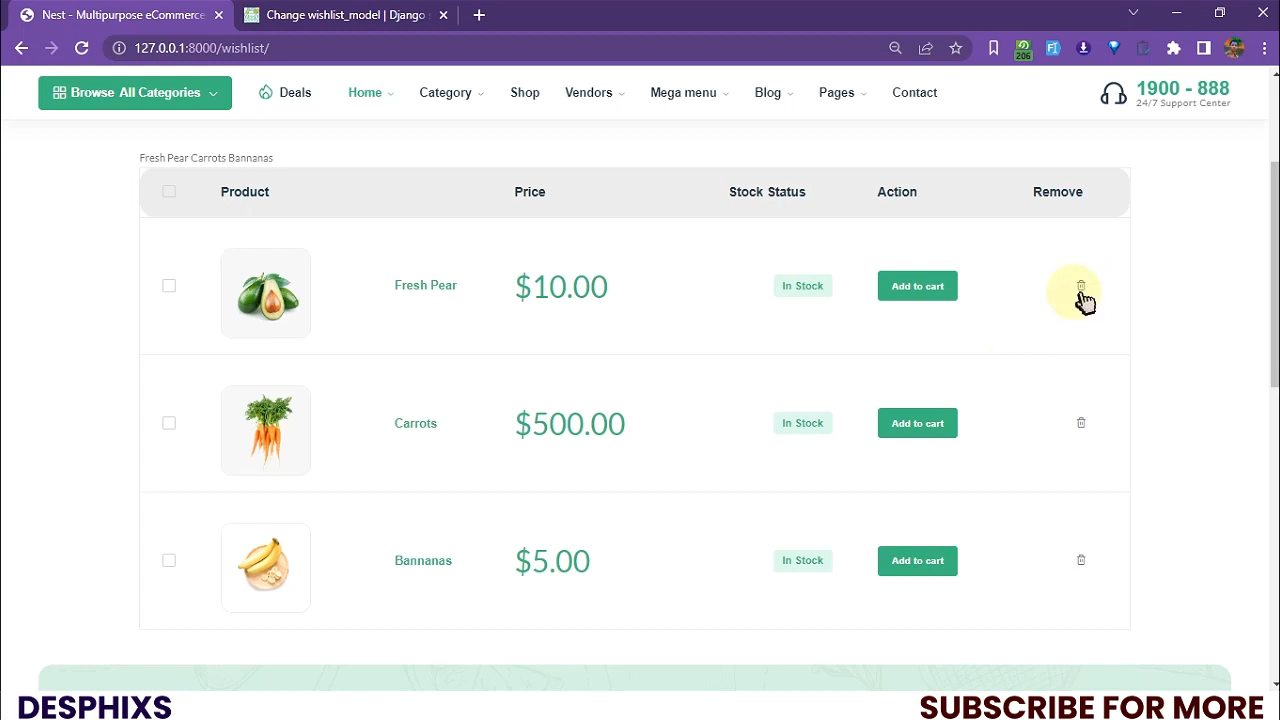 Nest - Multipurpose eCommerce
Change wishlist_model | Django s
127.0.0.1:8000/wishlist/
206
Browse All Categories
Deals
Home
Category
Shop
Vendors
Mega menu
Blog
Pages
Contact
1900 - 888
24/7 Support Center
Fresh Pear Carrots Bannanas
Product Price Stock Status Action Remove
Fresh Pear $10.00 In Stock Add to cart
Carrots $500.00 In Stock Add to cart
Bannanas $5.00 In Stock Add to cart
DESPHIXS
SUBSCRIBE FOR MORE